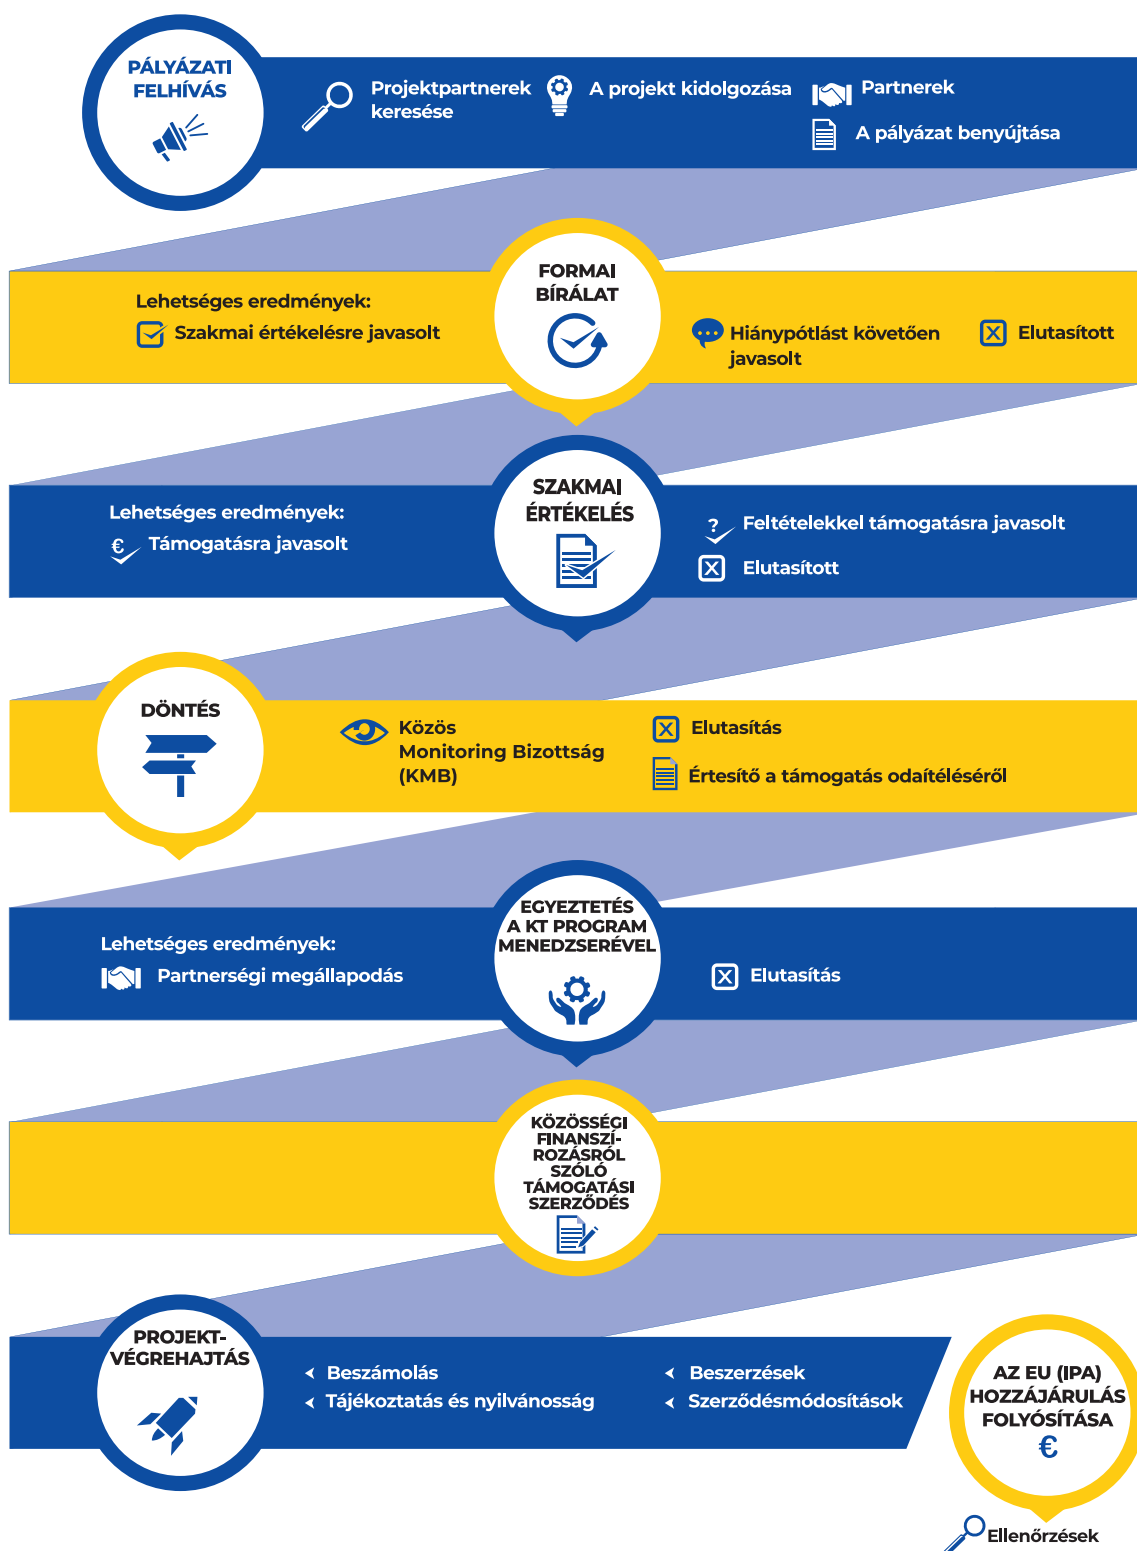 PÁLYÁZATI
FELHÍVÁS
Projektpartnerek
keresése
A projekt kidolgozása
Partnerek
A pályázat benyújtása
FORMAI
BÍRÁLAT
Lehetséges eredmények:
Szakmai értékelésre javasolt
Hiánypótlást követően
javasolt
Elutasított
SZAKMAI
ÉRTÉKELÉS
Lehetséges eredmények:
€ Támogatásra javasolt
? Feltételekkel támogatásra javasolt
Elutasított
DÖNTÉS
Közös
Monitoring Bizottság
(KMB)
Elutasítás
Értesítő a támogatás odaítéléséről
EGYEZTETÉS
A KT PROGRAM
MENEDZSERÉVEL
Lehetséges eredmények:
Partnerségi megállapodás
Elutasítás
KÖZÖSSÉGI
FINANSZÍ-
ROZÁSRÓL
SZÓLÓ
TÁMOGATÁSI
SZERZŐDÉS
PROJEKT-
VÉGREHAJTÁS
Beszámolás
Tájékoztatás és nyilvánosság
Beszerzések
Szerződésmódosítások
AZ EU (IPA)
HOZZÁJÁRULÁS
FOLYÓSÍTÁSA
€
Ellenőrzések